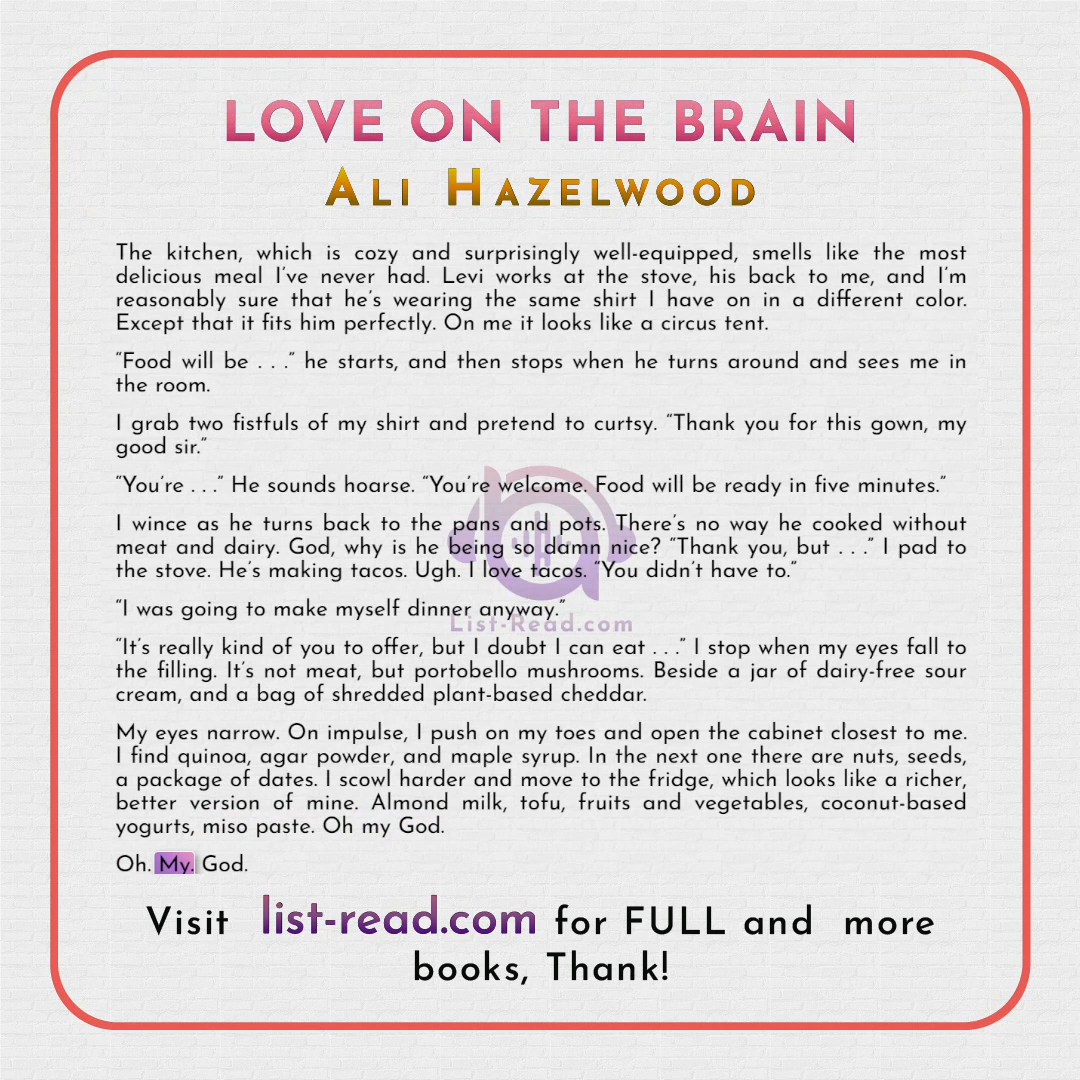 LOVE ON THE BRAIN
ALI HAZELWOOD
The kitchen, which is cozy and surprisingly well-equipped, smells like the most
delicious meal I've never had. Levi works at the stove, his back to me, and I'm
reasonably sure that he's wearing the same shirt I have on in a different color.
Except that it fits him perfectly. On me it looks like a circus tent.
“Food will be . . .” he starts, and then stops when he turns around and sees me in
the room.
I grab two fistfuls of my shirt and pretend to curtsy. “Thank you for this gown, my
good sir.”
“You're . . .” He sounds hoarse. “You're welcome. Food will be ready in five minutes.”
I wince as he turns back to the pans and pots. There's no way he cooked without
meat and dairy. God, why is he being so damn nice? “Thank you, but . . .” I pad to
the stove. He's making tacos. Ugh. I love tacos. “You didn't have to.”
“I was going to make myself dinner anyway.”
List-Read.com
“It's really kind of you to offer, but I doubt I can eat . . .” I stop when my eyes fall to
the filling. It's not meat, but portobello mushrooms. Beside a jar of dairy-free sour
cream, and a bag of shredded plant-based cheddar.
My eyes narrow. On impulse, I push on my toes and open the cabinet closest to me.
I find quinoa, agar powder, and maple syrup. In the next one there are nuts, seeds,
a package of dates. I scowl harder and move to the fridge, which looks like a richer,
better version of mine. Almond milk, tofu, fruits and vegetables, coconut-based
yogurts, miso paste. Oh my God.
Oh. My. God.
Visit list-read.com for FULL and more
books, Thank!